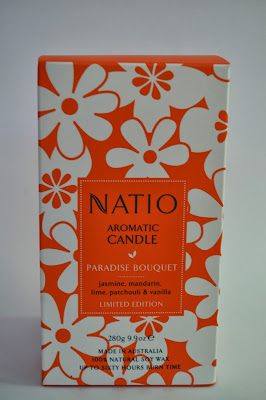 NATIO
AROMATIC
CANDLE
PARADISE BOUQUET
jasmine, mandarin,
lime, patchouli & vanilla
LIMITED EDITION
280g 9.9oz ℮
MADE IN AUSTRALIA
100% NATURAL SOY WAX
UP TO SIXTY HOURS BURN TIME